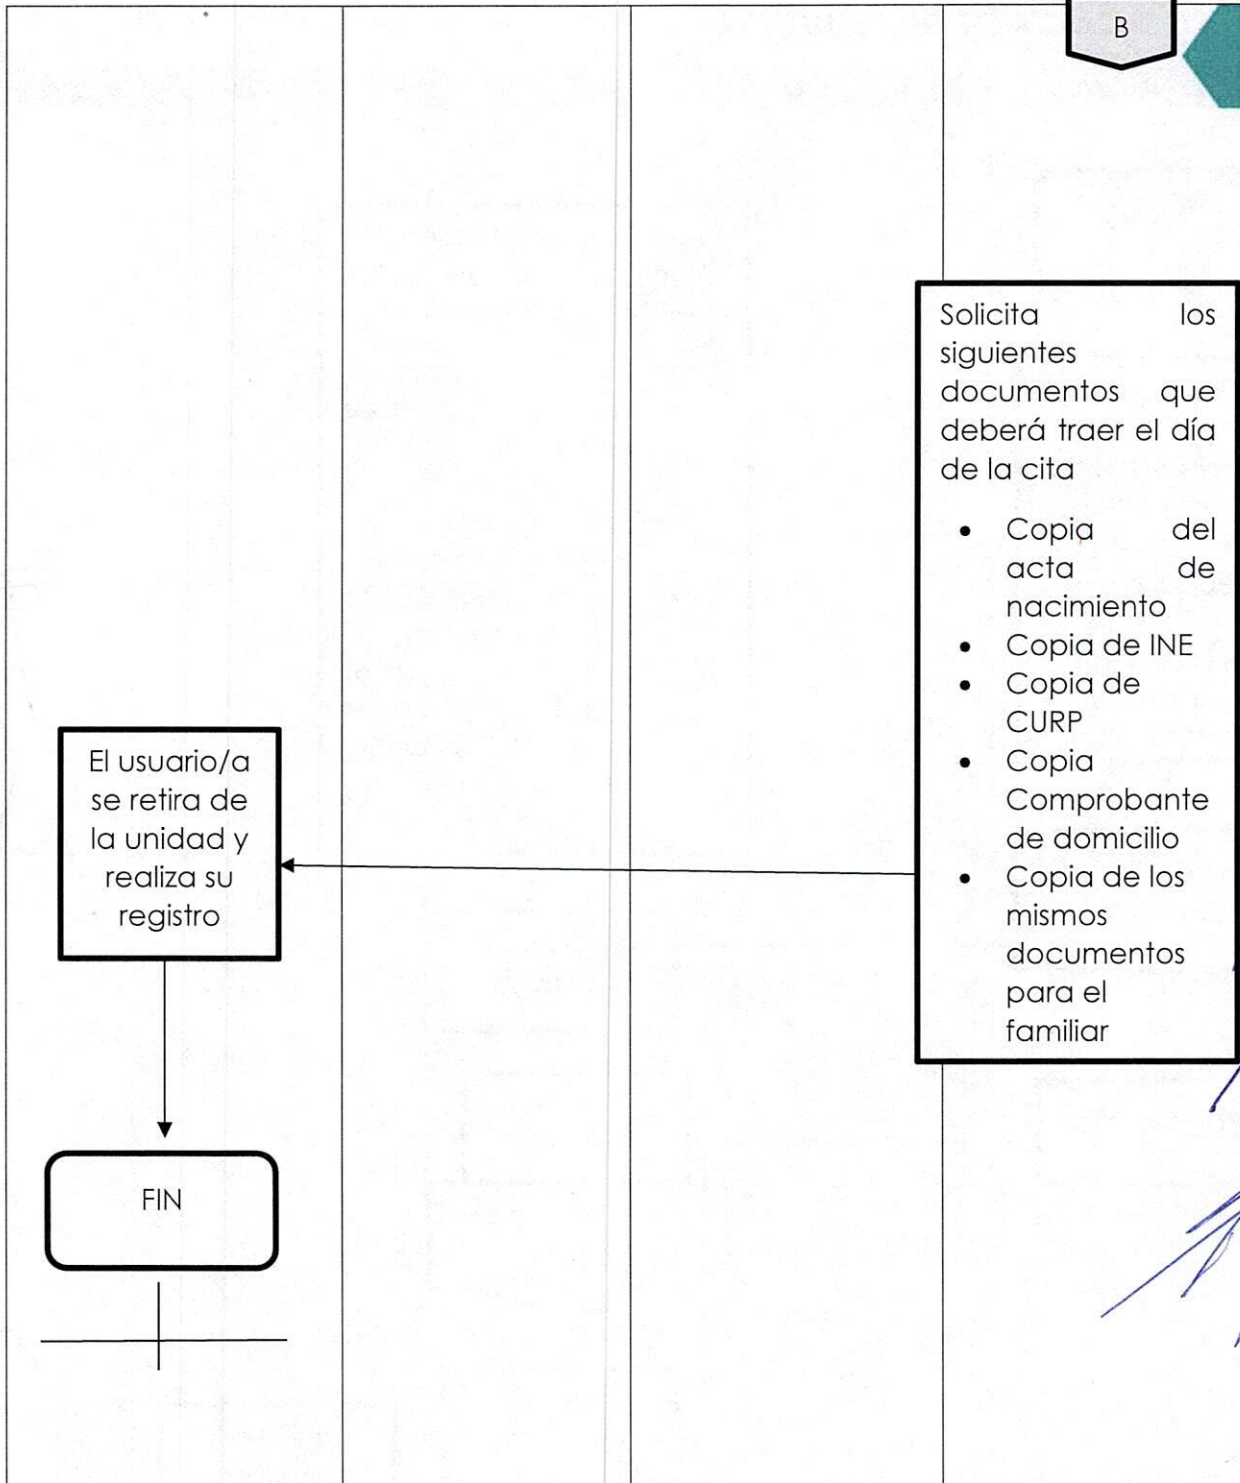 B
Solicita los
siguientes
documentos que
deberá traer el día
de la cita
• Copia del
acta de
nacimiento
• Copia de INE
• Copia de
CURP
• Copia
Comprobante
de domicilio
• Copia de los
mismos
documentos
para el
familiar
El usuario/a
se retira de
la unidad y
realiza su
registro
FIN